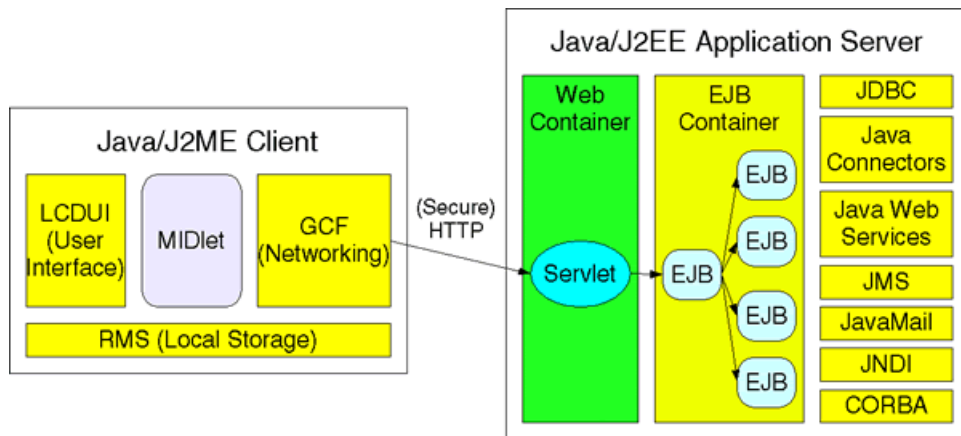 Java/J2ME Client
LCDUI
(User
Interface)
MIDlet
GCF
(Networking)
RMS (Local Storage)
(Secure)
HTTP
Java/J2EE Application Server
Web
Container
Servlet
EJB
Container
EJB
EJB
EJB
EJB
EJB
JDBC
Java
Connectors
Java Web
Services
JMS
JavaMail
JNDI
CORBA